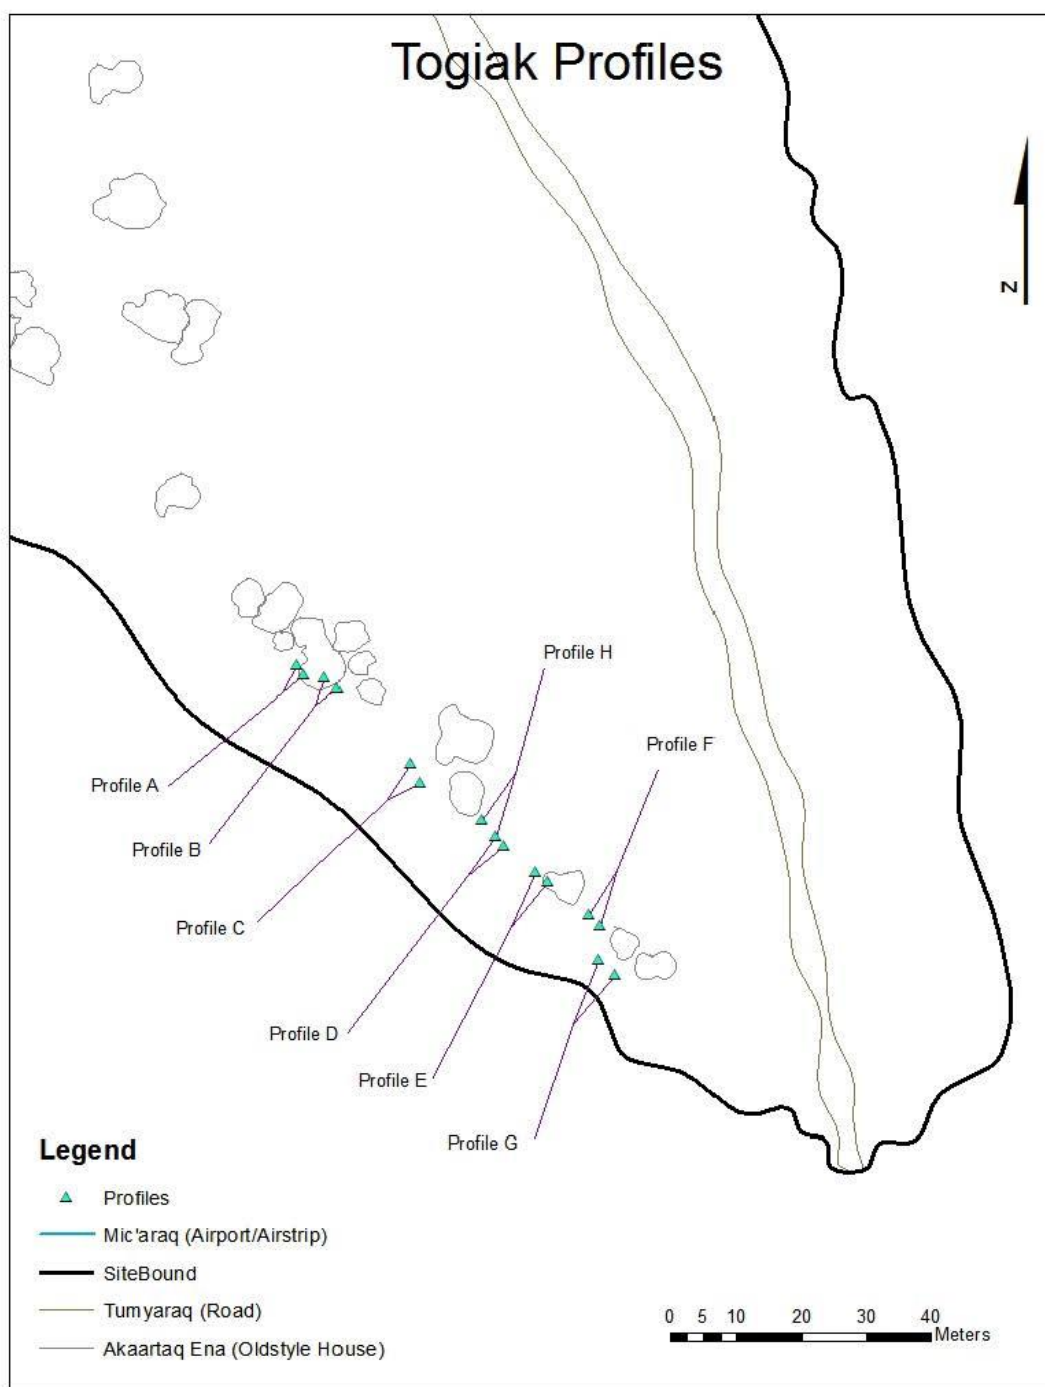 Togiak Profiles
N
Profile H
Profile F
Profile A
Profile B
Profile C
Profile D
Profile E
Profile G
Legend
Profiles
Mic'araq (Airport/Airstrip)
SiteBound
Tumyaraq (Road)
Akaartaq Ena (Oldstyle House)
0 5 10 20 30 40
Meters